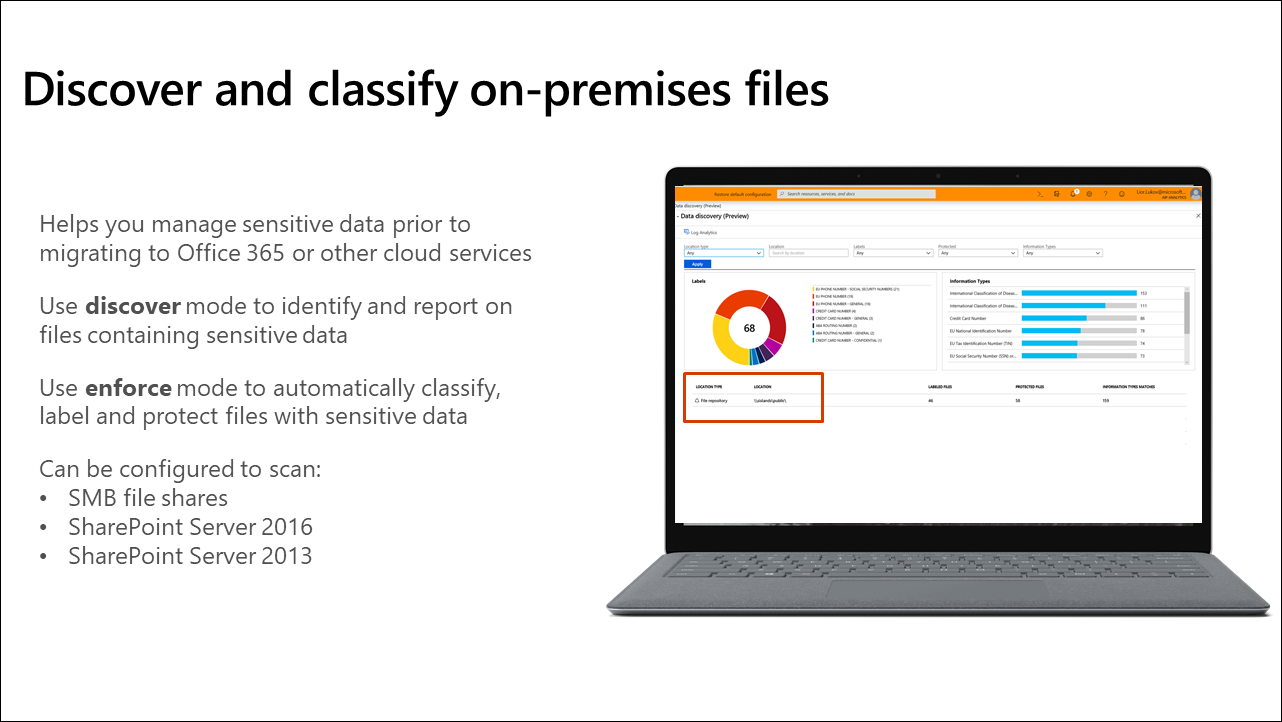 Discover and classify on-premises files
Helps you manage sensitive data prior to
migrating to Office 365 or other cloud services
Use discover mode to identify and report on
files containing sensitive data
Use enforce mode to automatically classify,
label and protect files with sensitive data
Can be configured to scan:
• SMB file shares
• SharePoint Server 2016
• SharePoint Server 2013
Restore default configuration
Search resources, services, and docs
Data discovery (Preview)
- Data discovery (Preview)
Log Analytics
Location type Location Labels Protected Information Types
Any Search by location Any Any Any
Apply
Labels
68
EU PHONE NUMBER - SOCIAL SECURITY NUMBERS (21)
EU PHONE NUMBER (19)
EU PHONE NUMBER - GENERAL (16)
CREDIT CARD NUMBER (4)
CREDIT CARD NUMBER - GENERAL (3)
ABA ROUTING NUMBER (2)
ABA ROUTING NUMBER - GENERAL (2)
CREDIT CARD NUMBER - CONFIDENTIAL (1)
Information Types
International Classification of Disease... 153
International Classification of Disease... 111
Credit Card Number 86
EU National Identification Number 78
EU Tax Identification Number (TIN) 74
EU Social Security Number (SSN) or... 73
LOCATION TYPE LOCATION LABELED FILES PROTECTED FILES INFORMATION TYPES MATCHES
File repository 46 58 159